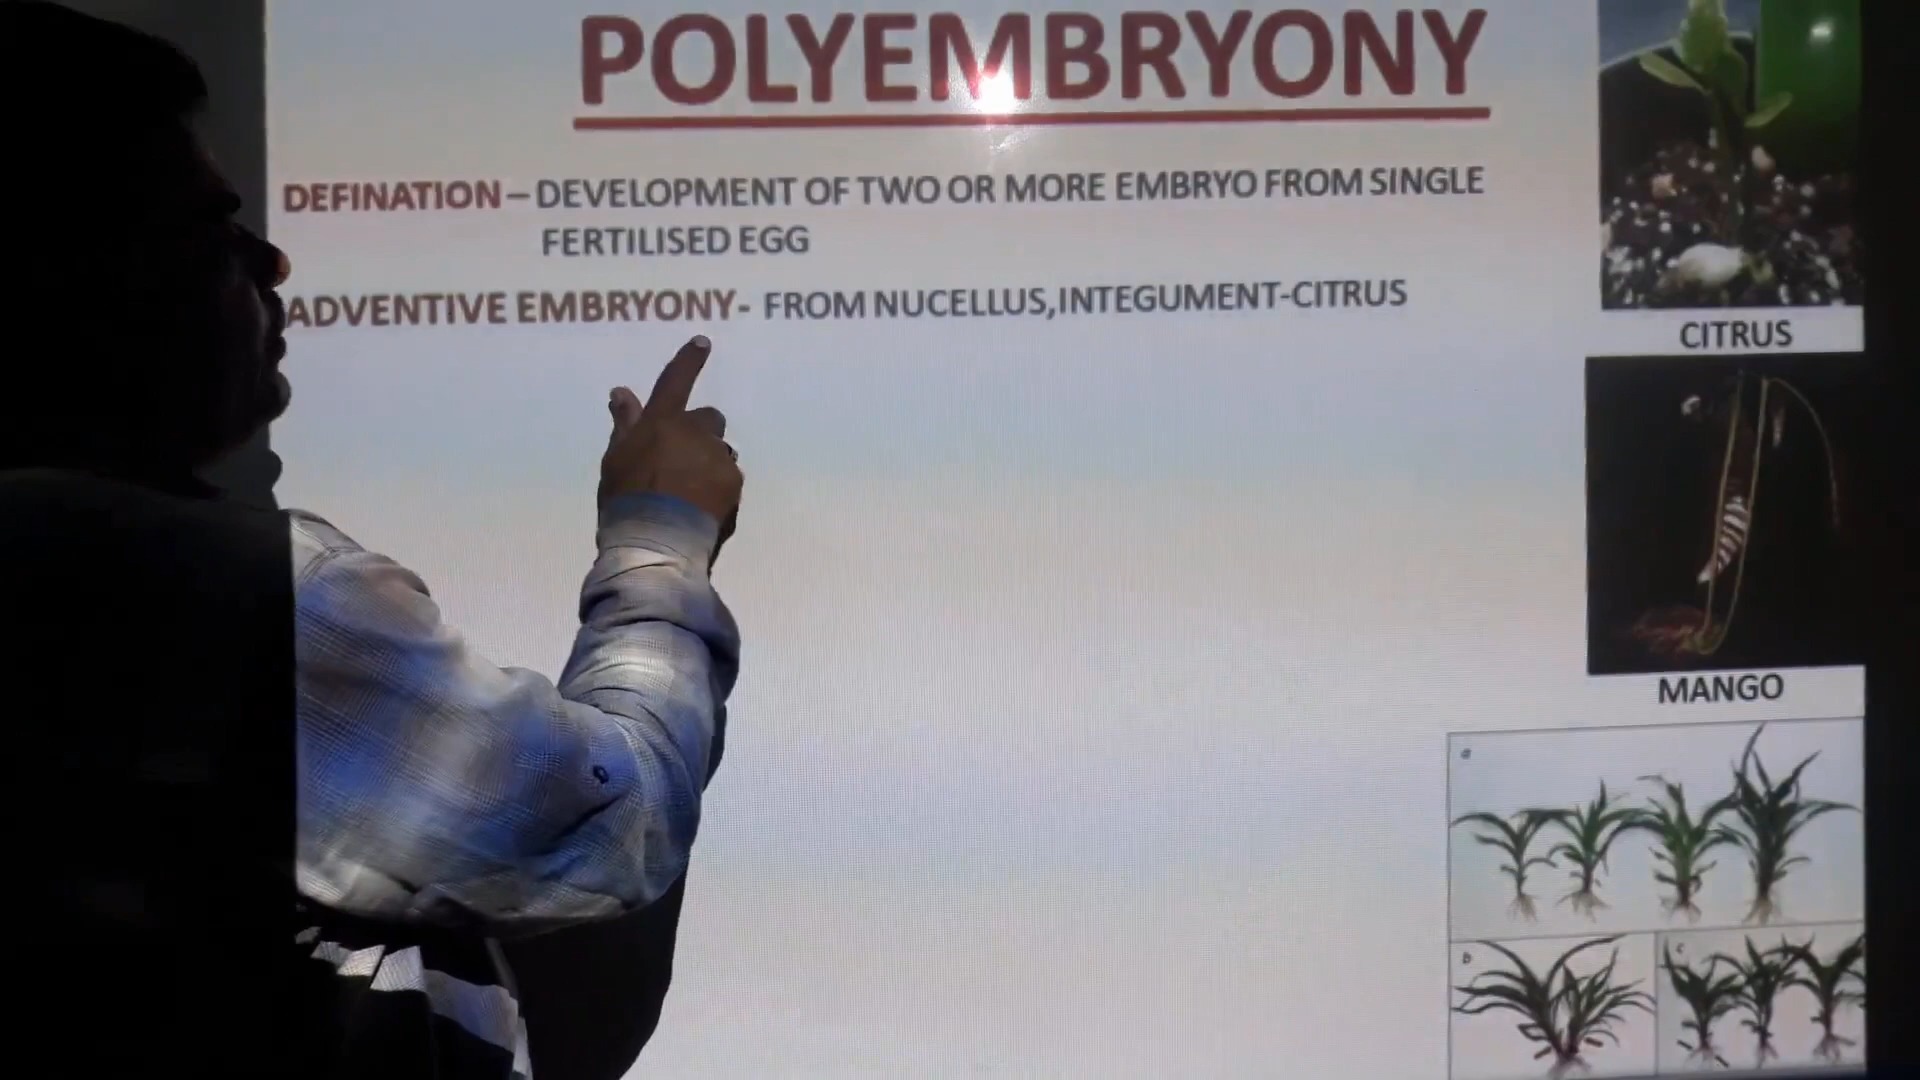 POLYEMBRYONY
DEFINATION – DEVELOPMENT OF TWO OR MORE EMBRYO FROM SINGLE
FERTILISED EGG
ADVENTIVE EMBRYONY- FROM NUCELLUS,INTEGUMENT-CITRUS
CITRUS
MANGO
a
b
c